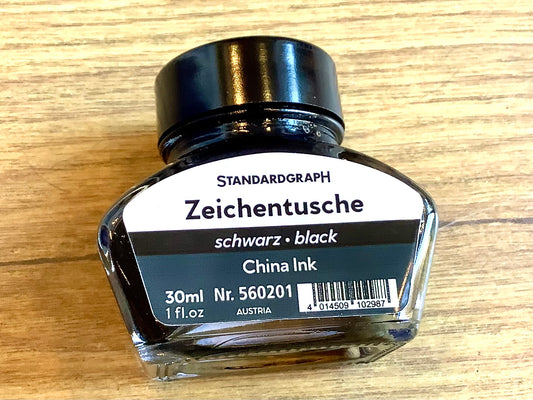 STANDARDGRAPH
Zeichentusche
schwarz • black
China Ink
30ml Nr. 560201
1 fl.oz AUSTRIA
4 014509 102987